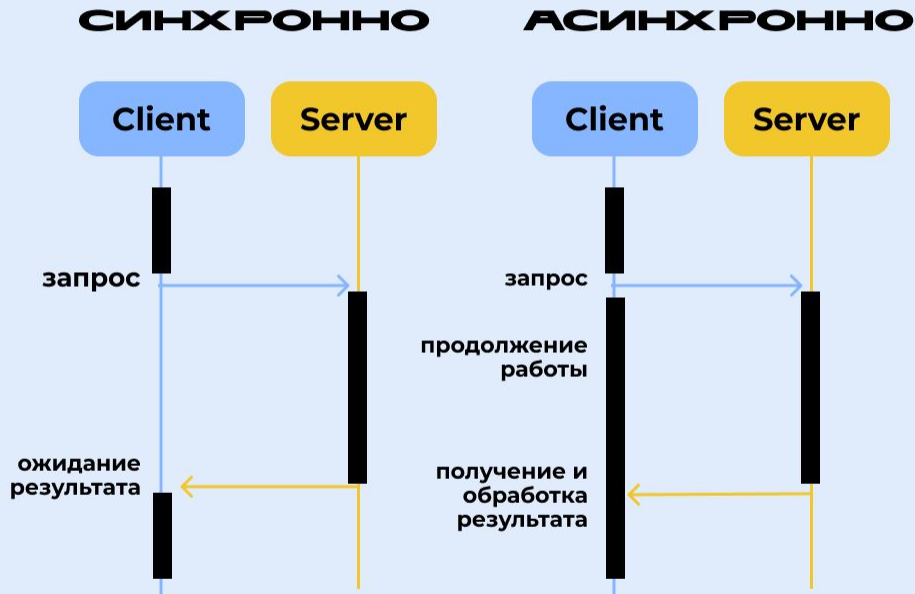 СИНХРОННО
Client
Server
запрос
ожидание
результата
АСИНХРОННО
Client
Server
запрос
продолжение
работы
получение и
обработка
результата